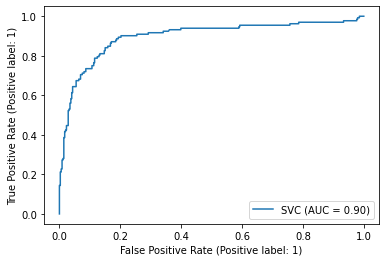 1.0
0.8
0.6
0.4
0.2
0.0
True Positive Rate (Positive label: 1)
SVC (AUC = 0.90)
0.0 0.2 0.4 0.6 0.8 1.0
False Positive Rate (Positive label: 1)